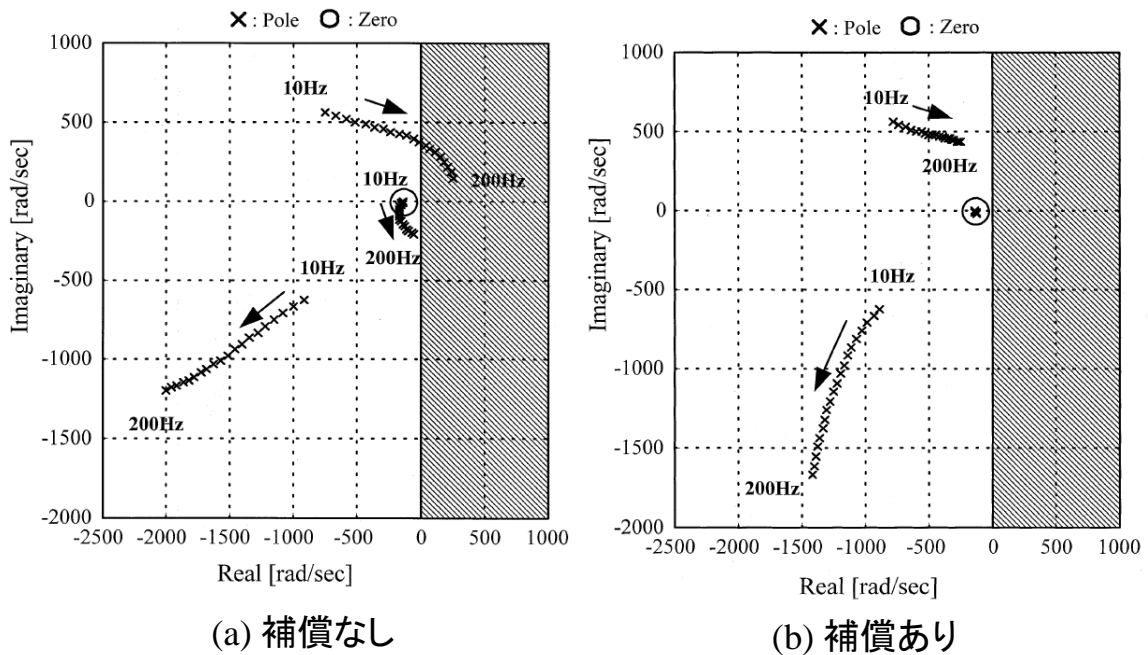 × : Pole ○ : Zero
1000
500
0
-500
-1000
-1500
-2000
Imaginary [rad/sec]
10Hz
200Hz
10Hz
200Hz
10Hz
200Hz
-2500 -2000 -1500 -1000 -500 0 500 1000
Real [rad/sec]
(a) 補償なし
× : Pole ○ : Zero
1000
500
0
-500
-1000
-1500
-2000
Imaginary [rad/sec]
10Hz
200Hz
10Hz
200Hz
-2500 -2000 -1500 -1000 -500 0 500 1000
Real [rad/sec]
(b) 補償あり